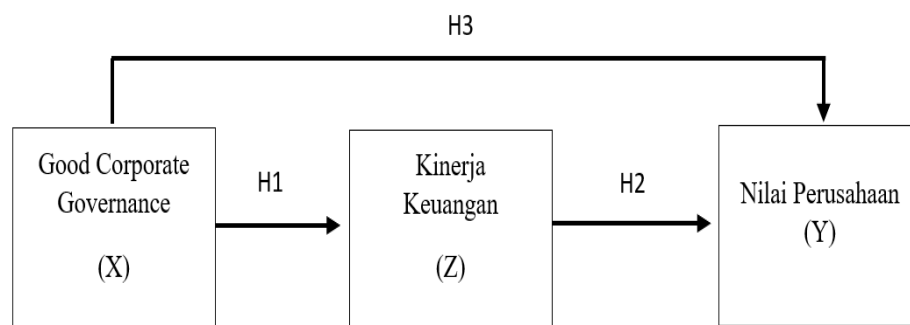 H3
Good Corporate
Governance
(X)
H1
Kinerja
Keuangan
(Z)
H2
Nilai Perusahaan
(Y)